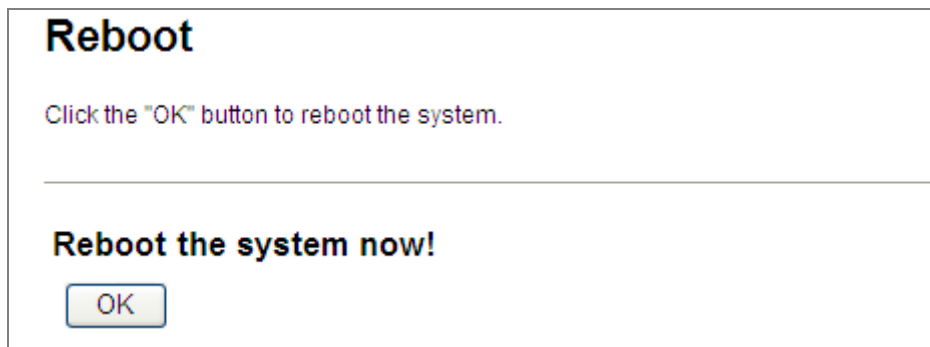 Reboot
Click the "OK" button to reboot the system.
Reboot the system now!
OK